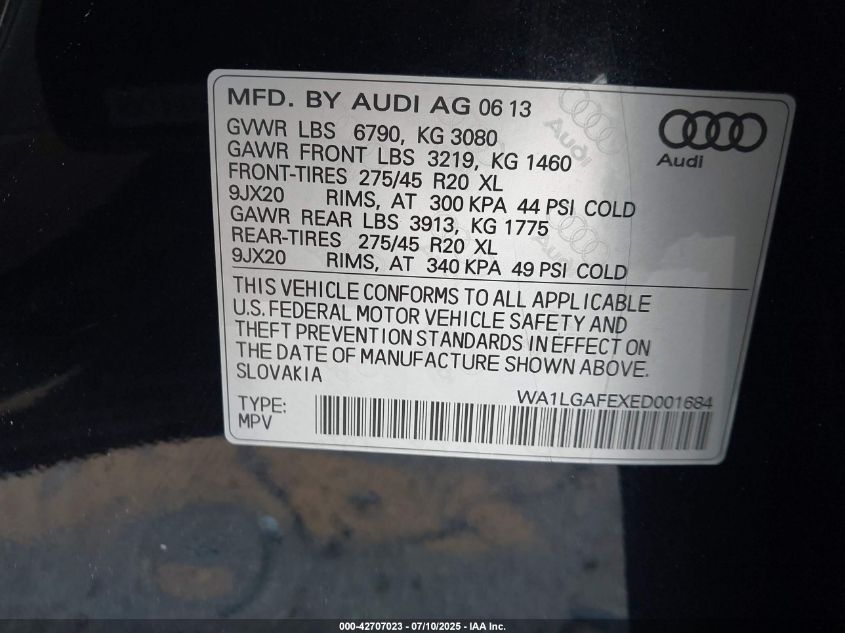 MFD. BY AUDI AG 06 13
GVWR LBS 6790, KG 3080
GAWR FRONT LBS 3219, KG 1460
FRONT-TIRES 275/45 R20 XL
9JX20 RIMS, AT 300 KPA 44 PSI COLD
GAWR REAR LBS 3913, KG 1775
REAR-TIRES 275/45 R20 XL
9JX20 RIMS, AT 340 KPA 49 PSI COLD
Audi
Audi
Audi
THIS VEHICLE CONFORMS TO ALL APPLICABLE
U.S. FEDERAL MOTOR VEHICLE SAFETY AND
THEFT PREVENTION STANDARDS IN EFFECT ON
THE DATE OF MANUFACTURE SHOWN ABOVE.
SLOVAKIA
WA1LGAFEXED001684
TYPE:
MPV
000-42707023 - 07/10/2025 - IAA Inc.